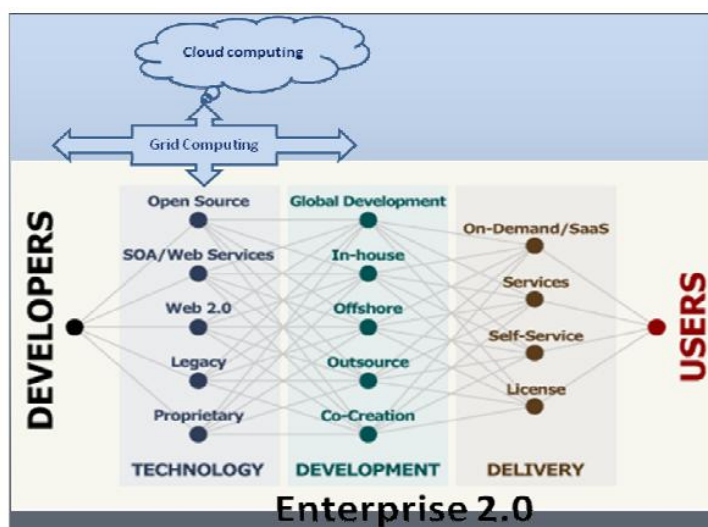 Cloud computing
Grid Computing
DEVELOPERS
Open Source
SOA/Web Services
Web 2.0
Legacy
Proprietary
TECHNOLOGY
Global Development
In-house
Offshore
Outsource
Co-Creation
DEVELOPMENT
On-Demand/SaaS
Services
Self-Service
License
DELIVERY
USERS
Enterprise 2.0